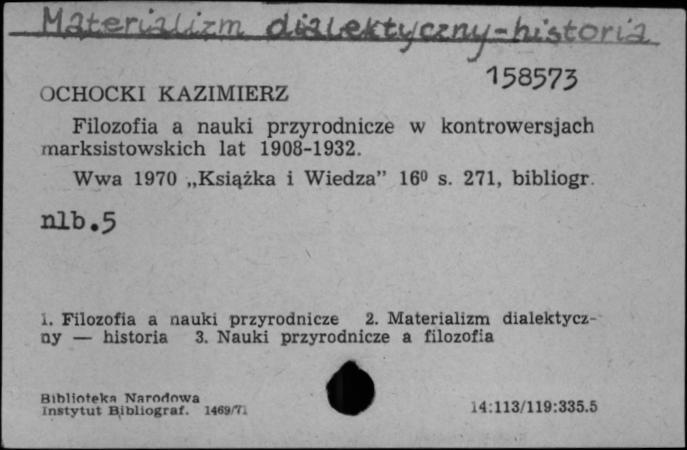 Materializm dialektyczny-historia
158573
OCHOCKI KAZIMIERZ
Filozofia a nauki przyrodnicze w kontrowersjach
marksistowskich lat 1908-1932.
Wwa 1970 „Książka i Wiedza” 16⁰ s. 271, bibliogr.
nlb.5
1. Filozofia a nauki przyrodnicze 2. Materializm dialektycz-
ny — historia 3. Nauki przyrodnicze a filozofia
Biblioteka Narodowa
Instytut Bibliograf. 1469/71
14:113/119:335.5